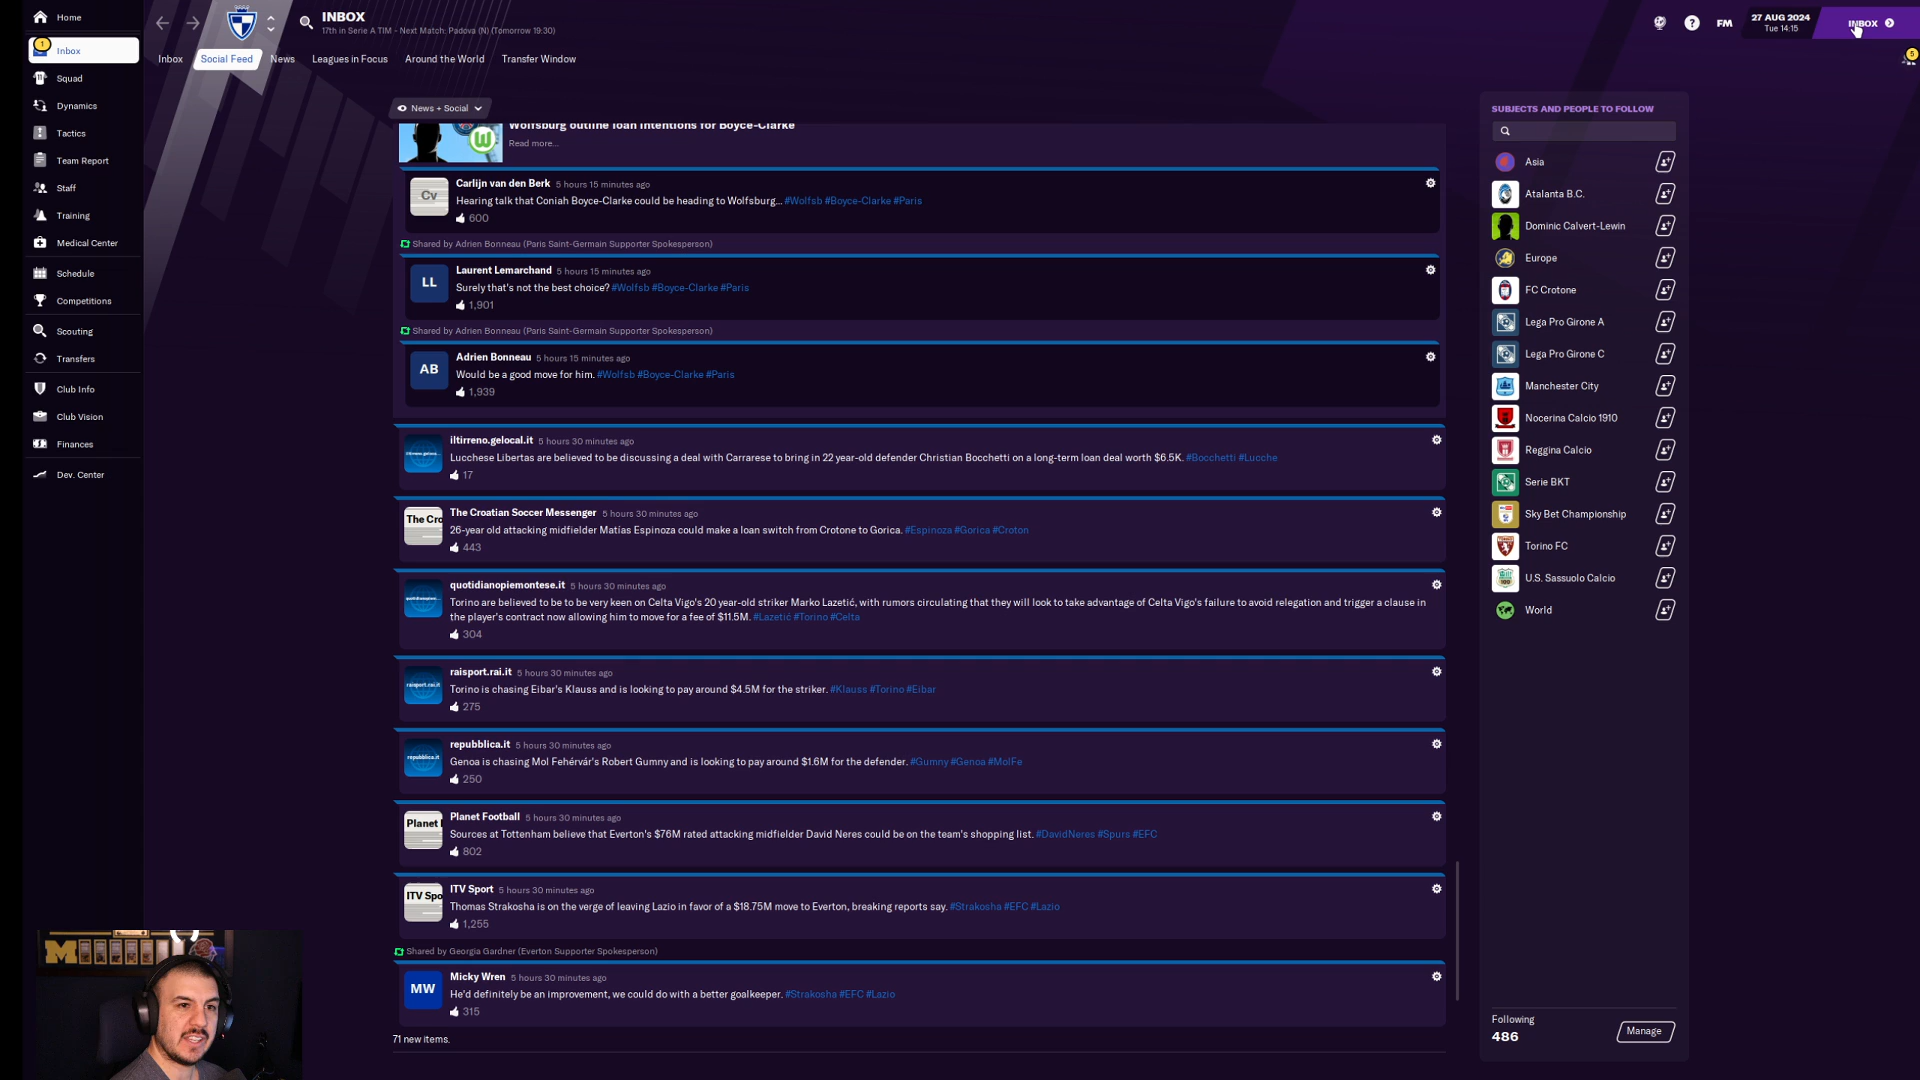 Home
INBOX
17th in Serie A TIM - Next Match: Padova (N) (Tomorrow 19:30)
FM
27 AUG 2024
Tue 14:15
INBOX
1
Inbox
5
Inbox
Social Feed
News
Leagues in Focus
Around the World
Transfer Window
Squad
Dynamics
Tactics
Team Report
Staff
Training
Medical Center
Schedule
Competitions
Scouting
Transfers
Club Info
Club Vision
Finances
Dev. Center
News + Social
Wolfsburg outline loan intentions for Boyce-Clarke
Read more...
Cv
Carlijn van den Berk 5 hours 15 minutes ago
Hearing talk that Coniah Boyce-Clarke could be heading to Wolfsburg... #Wolfsb #Boyce-Clarke #Paris
600
Shared by Adrien Bonneau (Paris Saint-Germain Supporter Spokesperson)
LL
Laurent Lemarchand 5 hours 15 minutes ago
Surely that's not the best choice? #Wolfsb #Boyce-Clarke #Paris
1,901
Shared by Adrien Bonneau (Paris Saint-Germain Supporter Spokesperson)
AB
Adrien Bonneau 5 hours 15 minutes ago
Would be a good move for him. #Wolfsb #Boyce-Clarke #Paris
1,939
iltirreno.gelocal.it 5 hours 30 minutes ago
Lucchese Libertas are believed to be discussing a deal with Carrarese to bring in 22 year-old defender Christian Bocchetti on a long-term loan deal worth $6.5K. #Bocchetti #Lucche
17
The Cro
The Croatian Soccer Messenger 5 hours 30 minutes ago
26-year old attacking midfielder Matías Espinoza could make a loan switch from Crotone to Gorica. #Espinoza #Gorica #Croton
443
quotidianopiemontese.it 5 hours 30 minutes ago
Torino are believed to be to be very keen on Celta Vigo's 20 year-old striker Marko Lazetić, with rumors circulating that they will look to take advantage of Celta Vigo's failure to avoid relegation and trigger a clause in
the player's contract now allowing him to move for a fee of $11.5M. #Lazetić #Torino #Celta
304
raisport.rai.it
raisport.rai.it 5 hours 30 minutes ago
Torino is chasing Eibar's Klauss and is looking to pay around $4.5M for the striker. #Klauss #Torino #Eibar
275
repubblica.it
repubblica.it 5 hours 30 minutes ago
Genoa is chasing Mol Fehérvár's Robert Gumny and is looking to pay around $1.6M for the defender. #Gumny #Genoa #MolFe
250
Planet F
Planet Football 5 hours 30 minutes ago
Sources at Tottenham believe that Everton's $76M rated attacking midfielder David Neres could be on the team's shopping list. #DavidNeres #Spurs #EFC
802
ITV Spo
ITV Sport 5 hours 30 minutes ago
Thomas Strakosha is on the verge of leaving Lazio in favor of a $18.75M move to Everton, breaking reports say. #Strakosha #EFC #Lazio
1,255
Shared by Georgia Gardner (Everton Supporter Spokesperson)
MW
Micky Wren 5 hours 30 minutes ago
He'd definitely be an improvement, we could do with a better goalkeeper. #Strakosha #EFC #Lazio
315
71 new items.
SUBJECTS AND PEOPLE TO FOLLOW
Asia
Atalanta B.C.
Dominic Calvert-Lewin
Europe
FC Crotone
Lega Pro Girone A
Lega Pro Girone C
Manchester City
Nocerina Calcio 1910
Reggina Calcio
Serie BKT
Sky Bet Championship
Torino FC
U.S. Sassuolo Calcio
World
Following
486
Manage